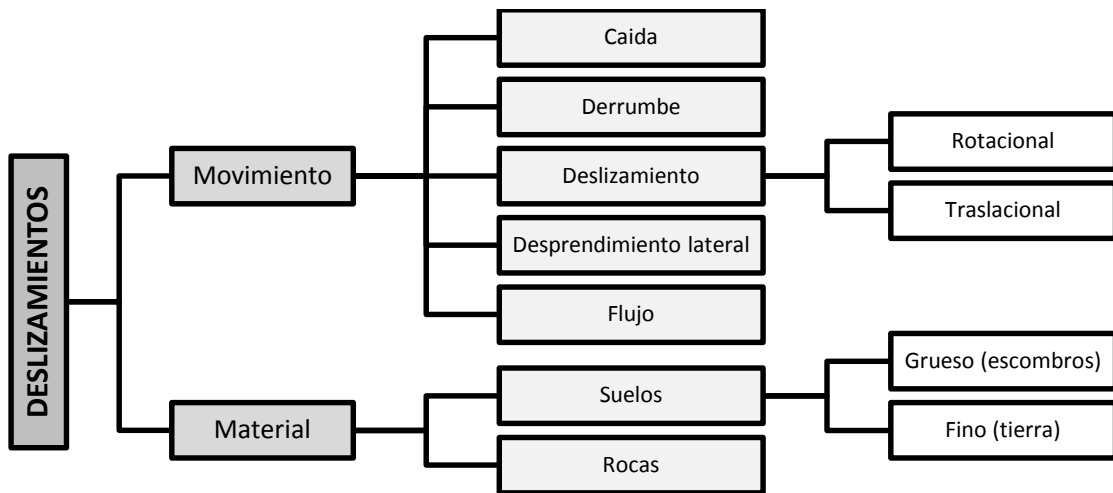 DESLIZAMIENTOS
Movimiento
Caida
Derrumbe
Deslizamiento
Rotacional
Traslacional
Desprendimiento lateral
Flujo
Material
Suelos
Grueso (escombros)
Fino (tierra)
Rocas